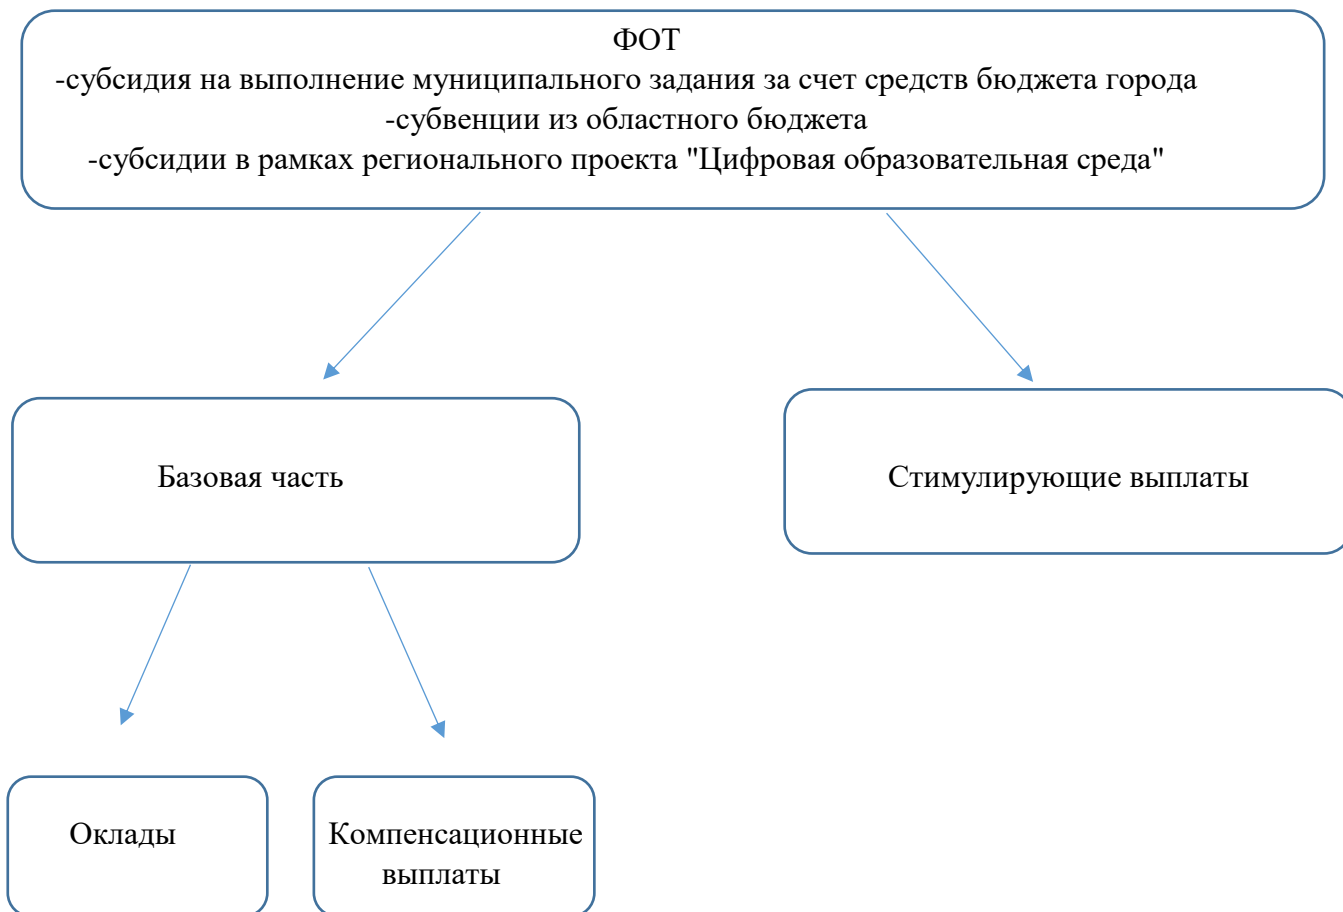 ФОТ
-субсидия на выполнение муниципального задания за счет средств бюджета города
-субвенции из областного бюджета
-субсидии в рамках регионального проекта "Цифровая образовательная среда"
Базовая часть
Стимулирующие выплаты
Оклады
Компенсационные
выплаты